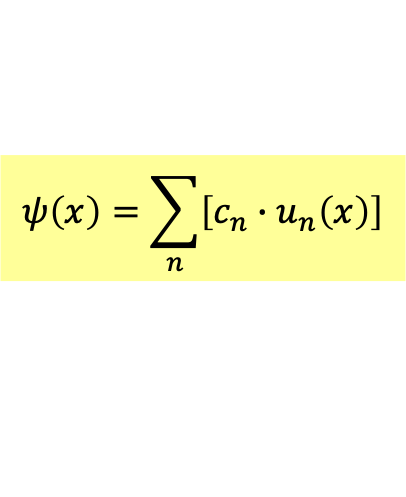 ψ(x) = ∑ₙ [cₙ · uₙ(x)]